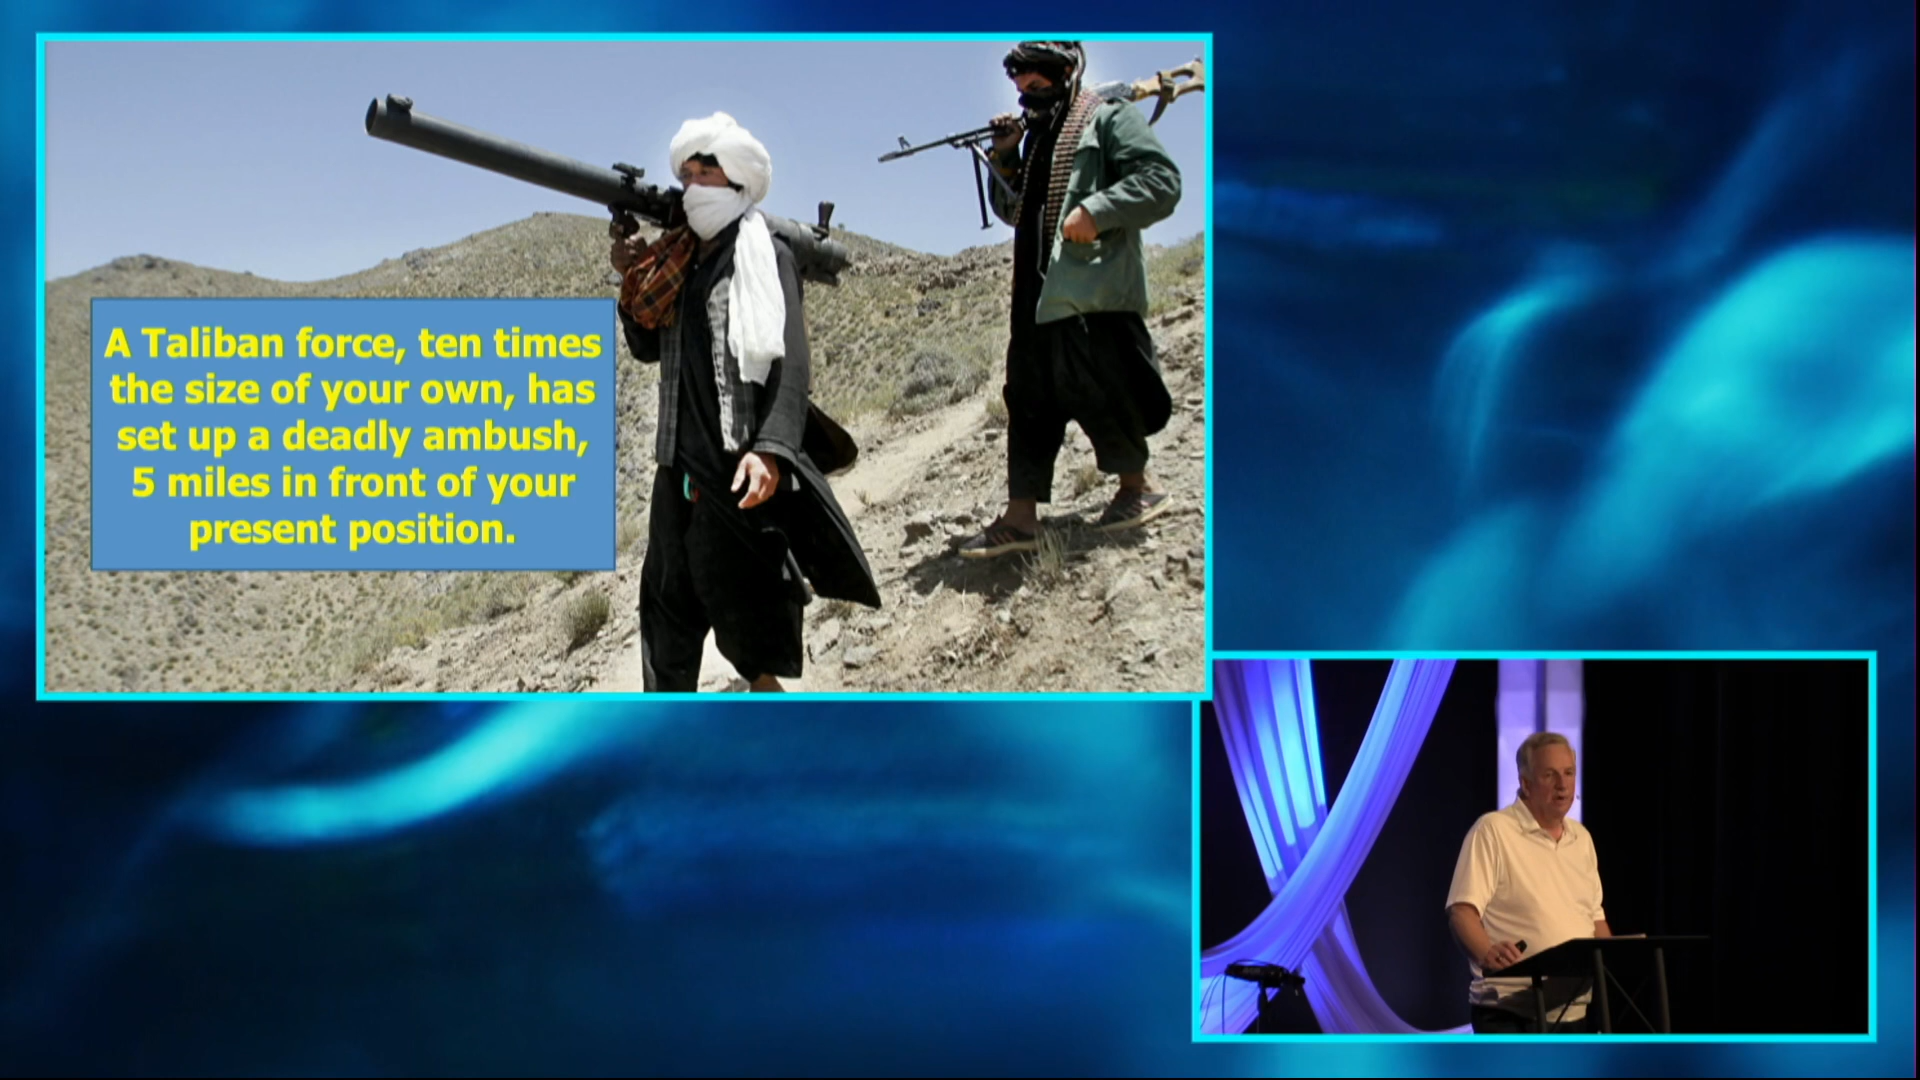 A Taliban force, ten times
the size of your own, has
set up a deadly ambush,
5 miles in front of your
present position.